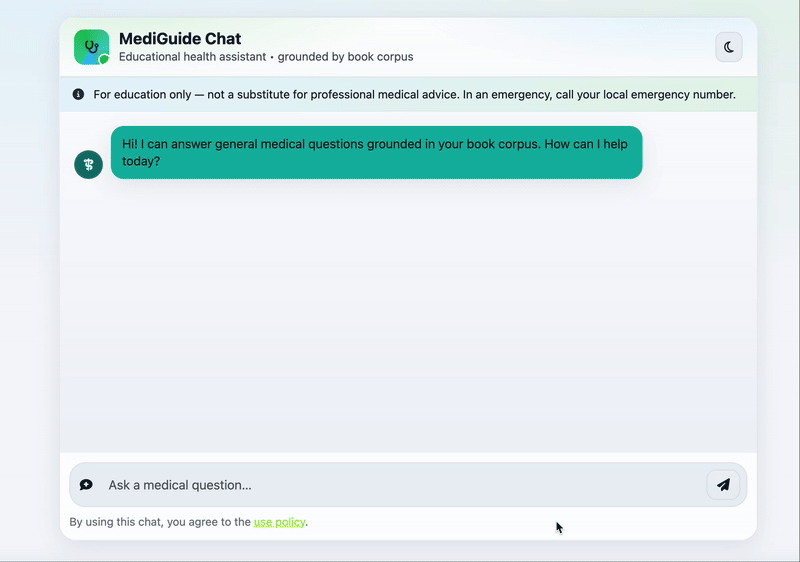 MediGuide Chat
Educational health assistant • grounded by book corpus
For education only — not a substitute for professional medical advice. In an emergency, call your local emergency number.
Hi! I can answer general medical questions grounded in your book corpus. How can I help
today?
Ask a medical question...
By using this chat, you agree to the use policy.